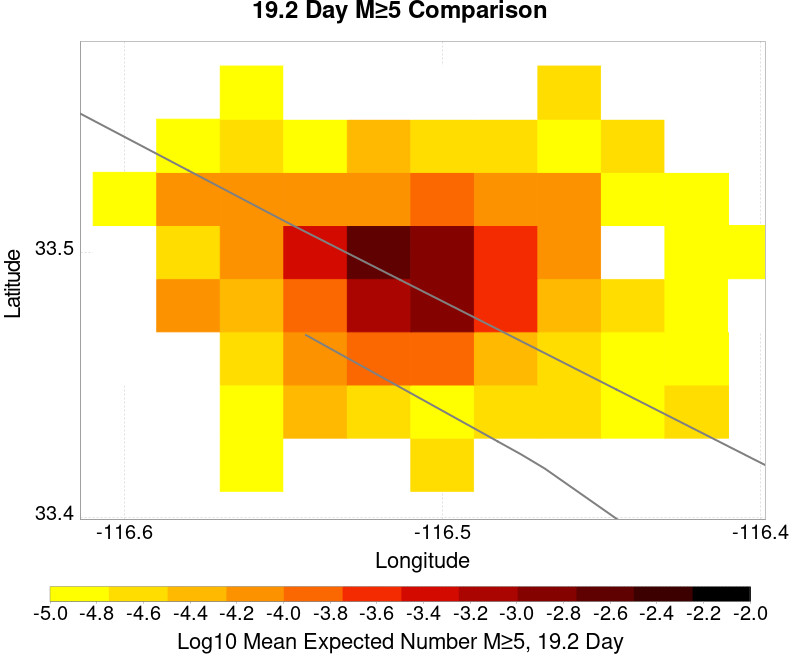 19.2 Day M≥5 Comparison
Latitude
33.5
33.4
-116.6 -116.5 -116.4
Longitude
-5.0 -4.8 -4.6 -4.4 -4.2 -4.0 -3.8 -3.6 -3.4 -3.2 -3.0 -2.8 -2.6 -2.4 -2.2 -2.0
Log10 Mean Expected Number M≥5, 19.2 Day